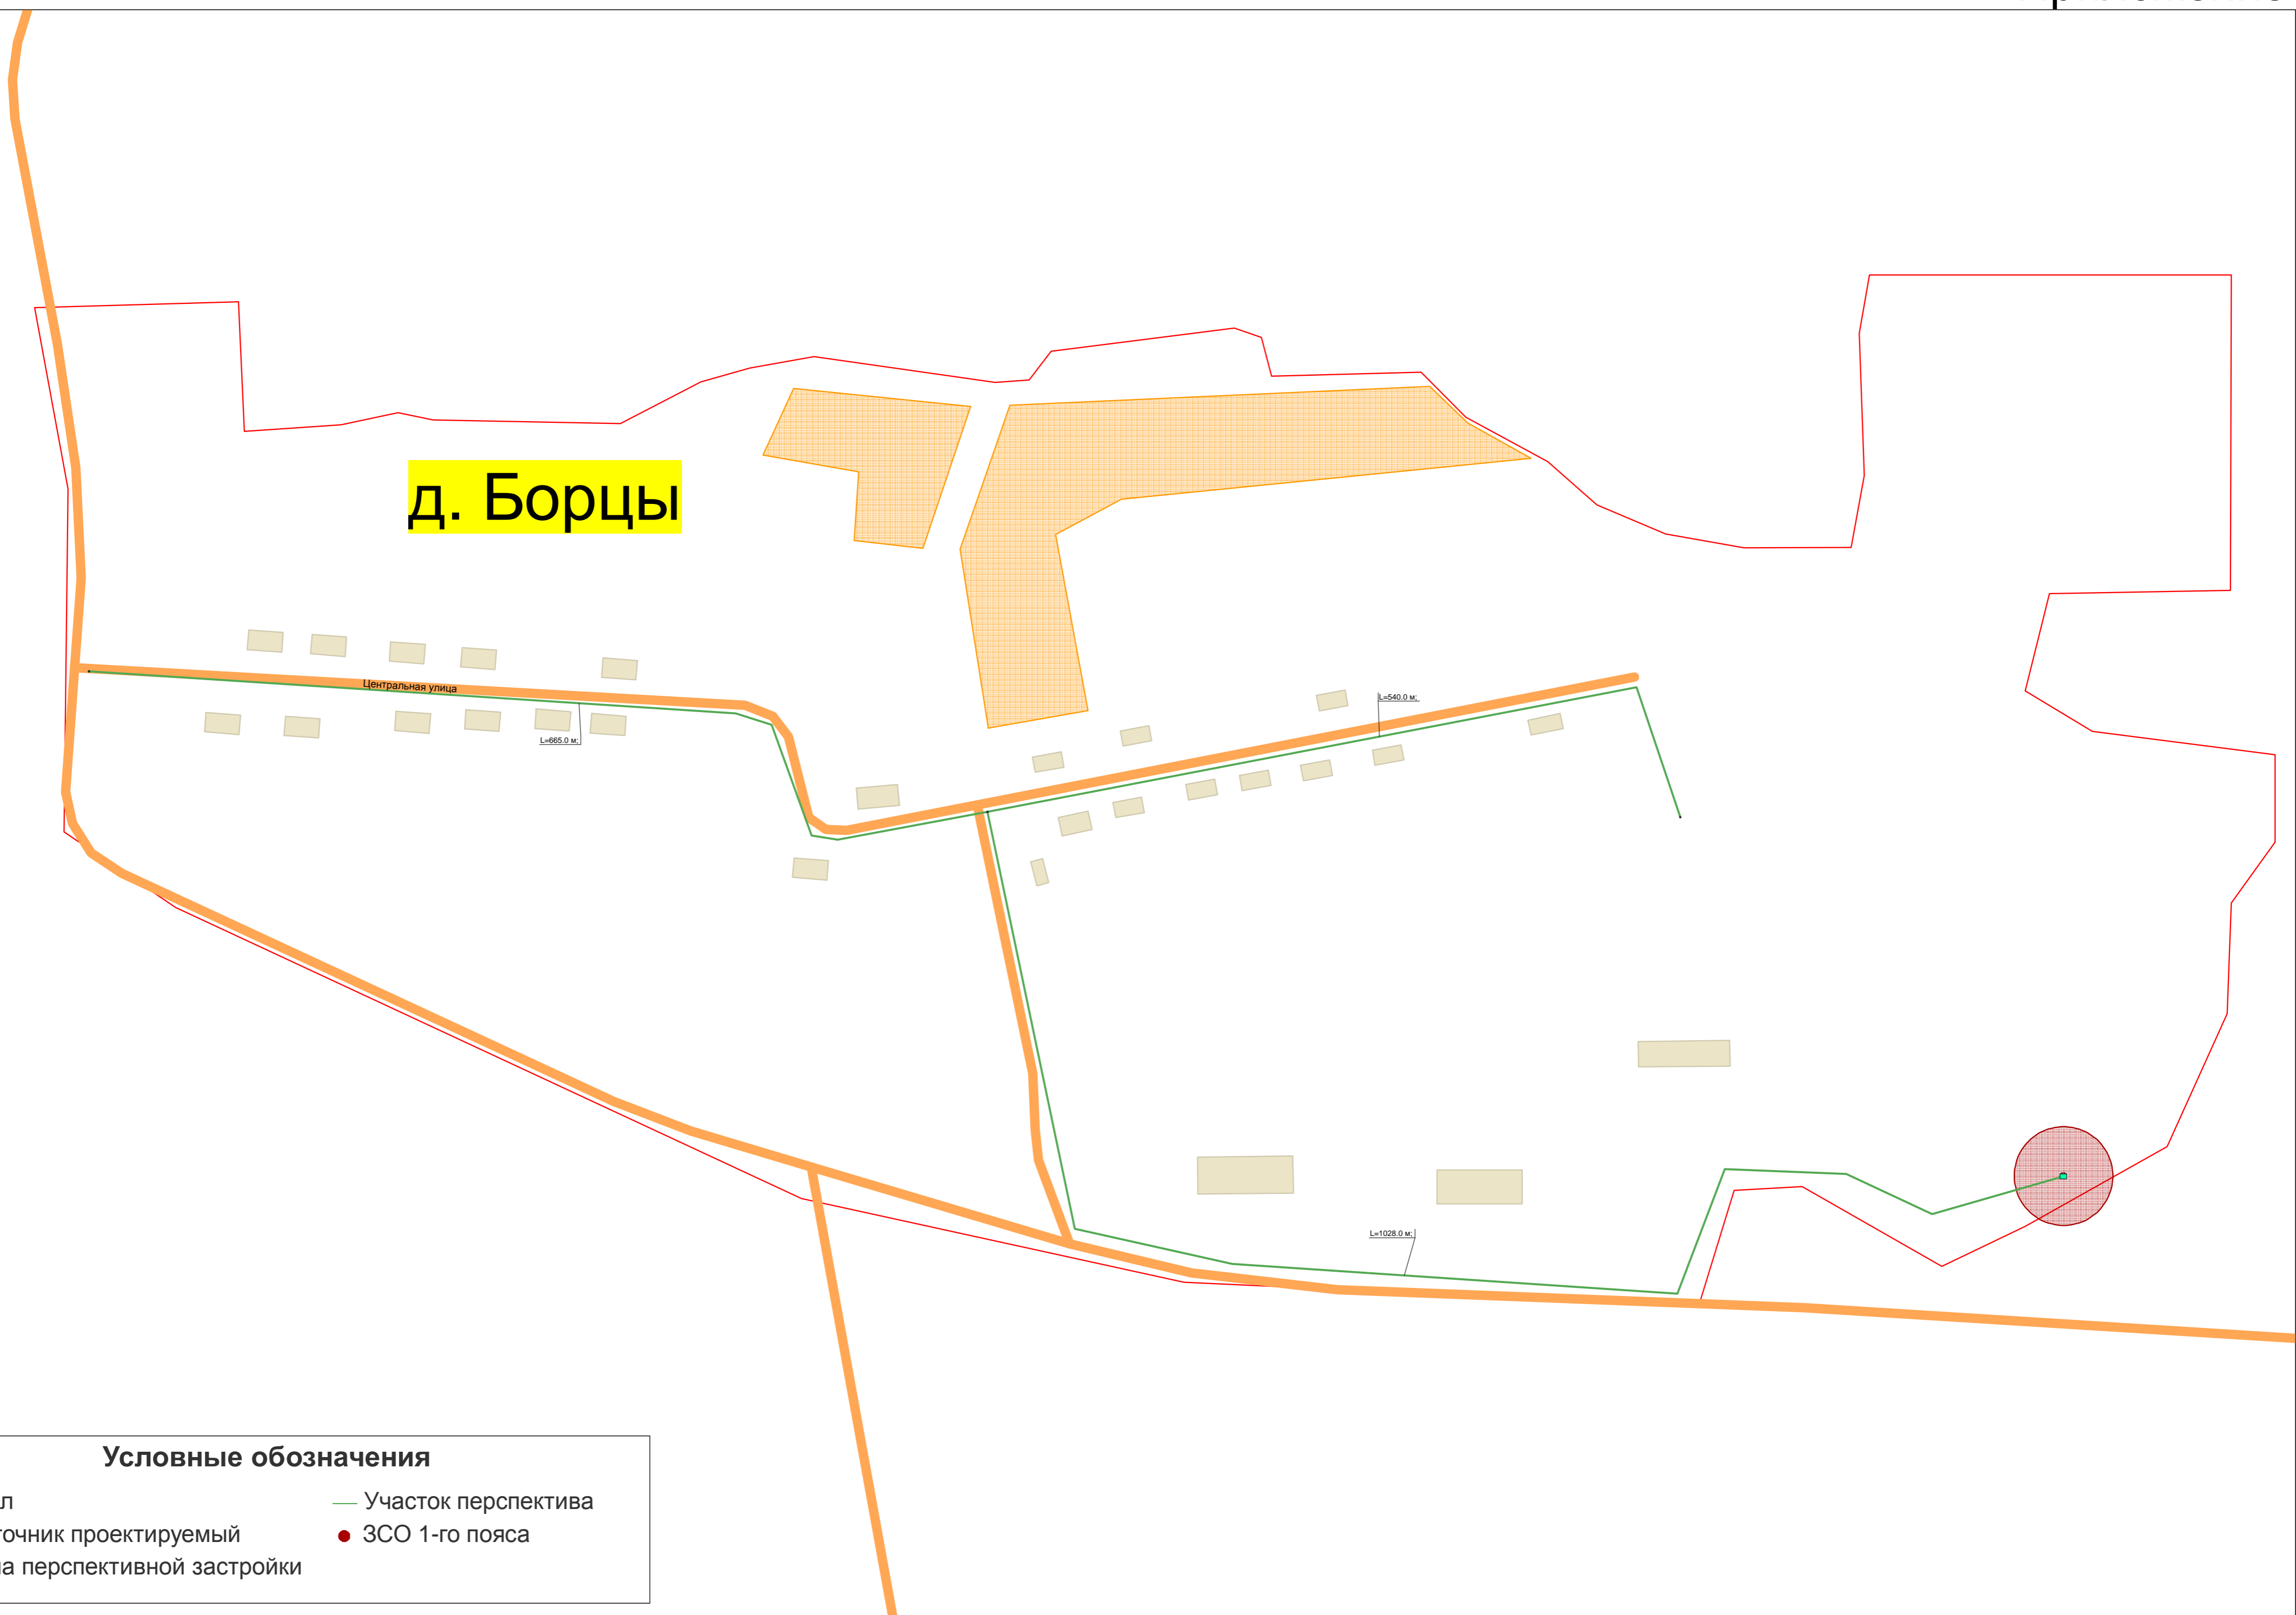 д. Борцы
Центральная улица
L=665.0 м;
L=540.0 м;
L=1028.0 м;
Условные обозначения
Участок перспектива
проектируемый
ЗСО 1-го пояса
перспективной застройки